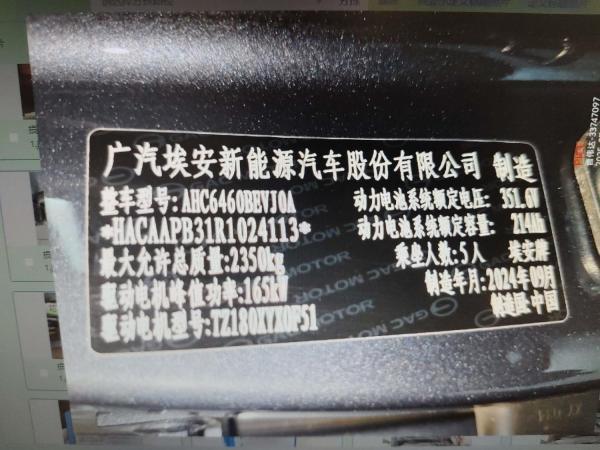 广汽埃安新能源汽车股份有限公司 制造
整车型号:AHC6460BEVJ0A 动力电池系统额定电压: 351.6V
*HACAAPB31R1024113* 动力电池系统额定容量: 214Ah
最大允许总质量:2350kg 乘坐人数:5人 埃安牌
驱动电机峰值功率:165kW 制造年月:2024年09月
驱动电机型号:TZ180XYX0F51 制造国:中国
GAC MOTOR